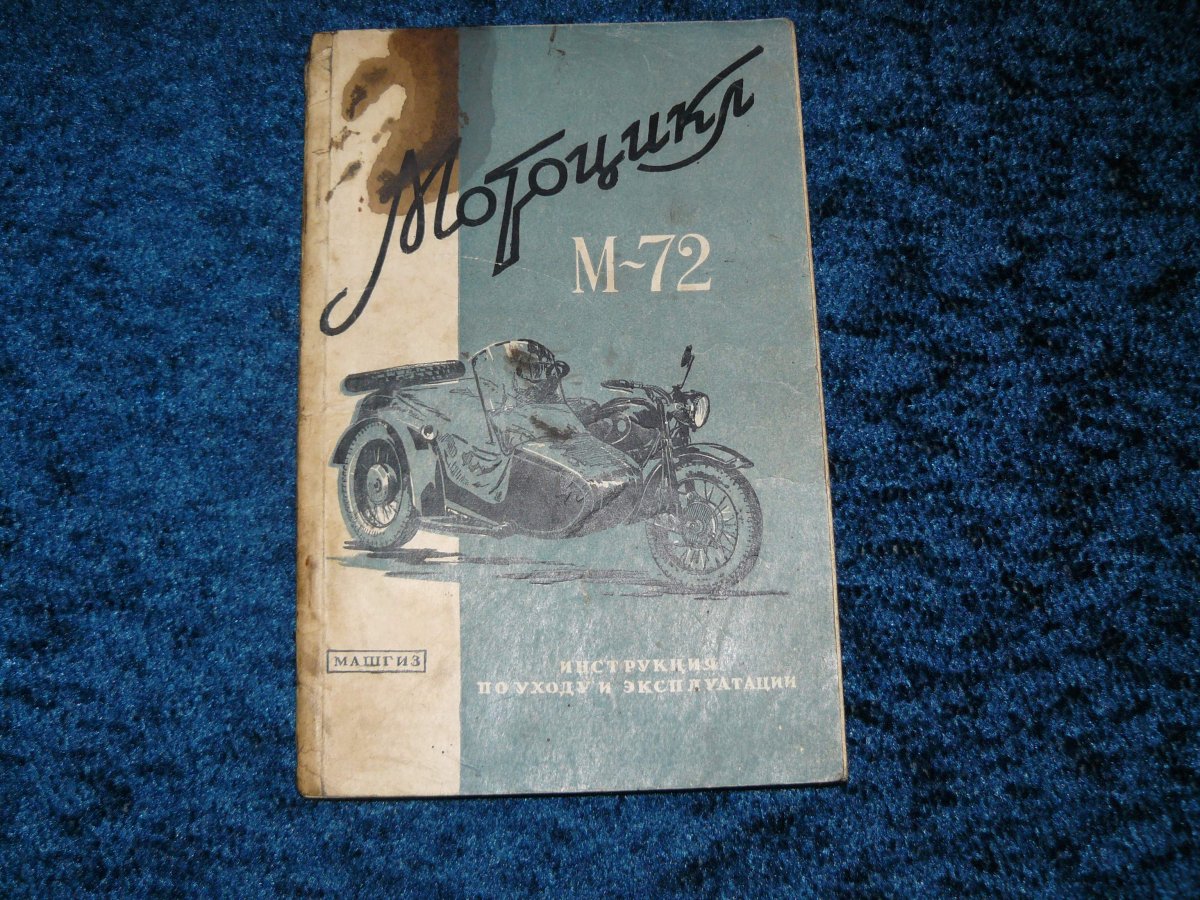 Мотоцикл
М-72
МАШГИЗ
ИНСТРУКЦИЯ
ПО УХОДУ И ЭКСПЛУАТАЦИИ